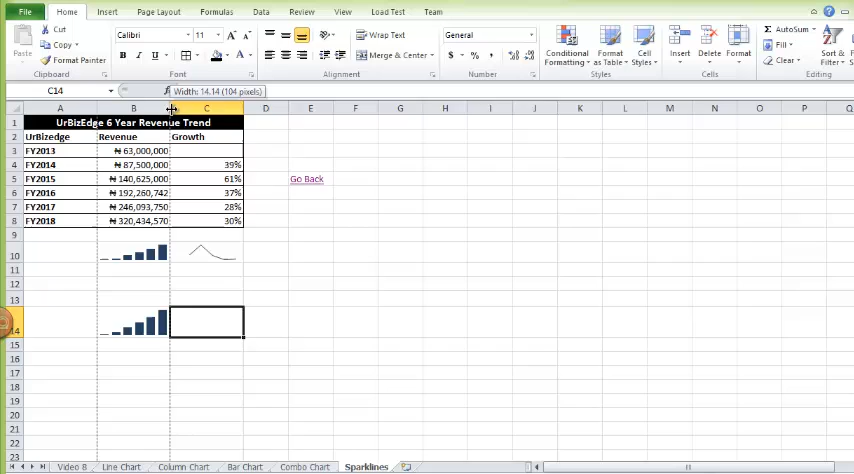 File Home Insert Page Layout Formulas Data Review View Load Test Team
Cut Calibri 11 A A Wrap Text General Σ AutoSum
Copy Fill
Paste Format Painter B I U Merge & Center $ % , Conditional Formatting Format as Table Cell Styles Insert Delete Format Clear Sort & Filter
Clipboard Font Alignment Number Styles Cells
C14 Width: 14.14 (104 pixels)
A B C D E F G H I J K L M N O P Q
1 UrBizEdge 6 Year Revenue Trend
2 UrBizedge Revenue Growth
3 FY2013 ₦ 63,000,000
4 FY2014 ₦ 87,500,000 39%
5 FY2015 ₦ 140,625,000 61% Go Back
6 FY2016 ₦ 192,260,742 37%
7 FY2017 ₦ 246,093,750 28%
8 FY2018 ₦ 320,434,570 30%
9
10
11
12
13
14
15
16
17
18
19
20
21
22
23
Video 8 Line Chart Column Chart Bar Chart Combo Chart Sparklines